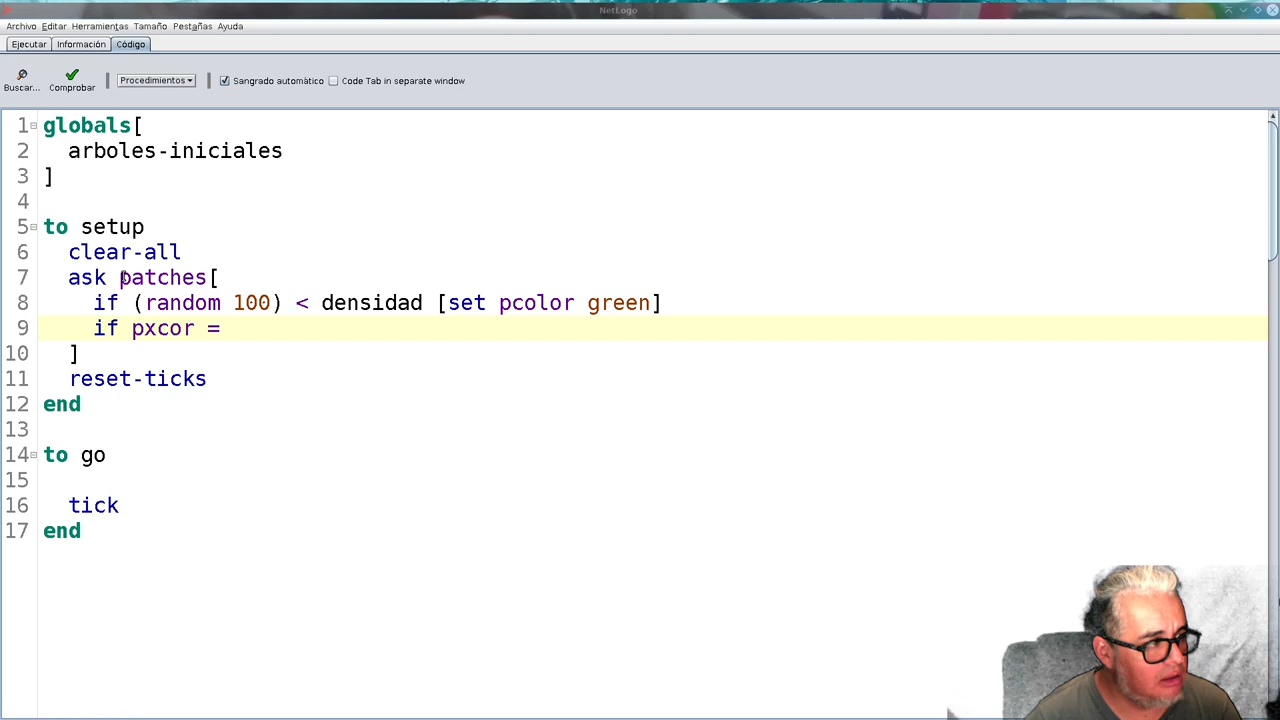 NetLogo
Archivo Editar Herramientas Tamaño Pestañas Ayuda
Ejecutar Información Código
Buscar... Comprobar Procedimientos Sangrado automático Code Tab in separate window
1 globals[
2 arboles-iniciales
3 ]
4
5 to setup
6 clear-all
7 ask patches[
8 if (random 100) < densidad [set pcolor green]
9 if pxcor =
10 ]
11 reset-ticks
12 end
13
14 to go
15
16 tick
17 end